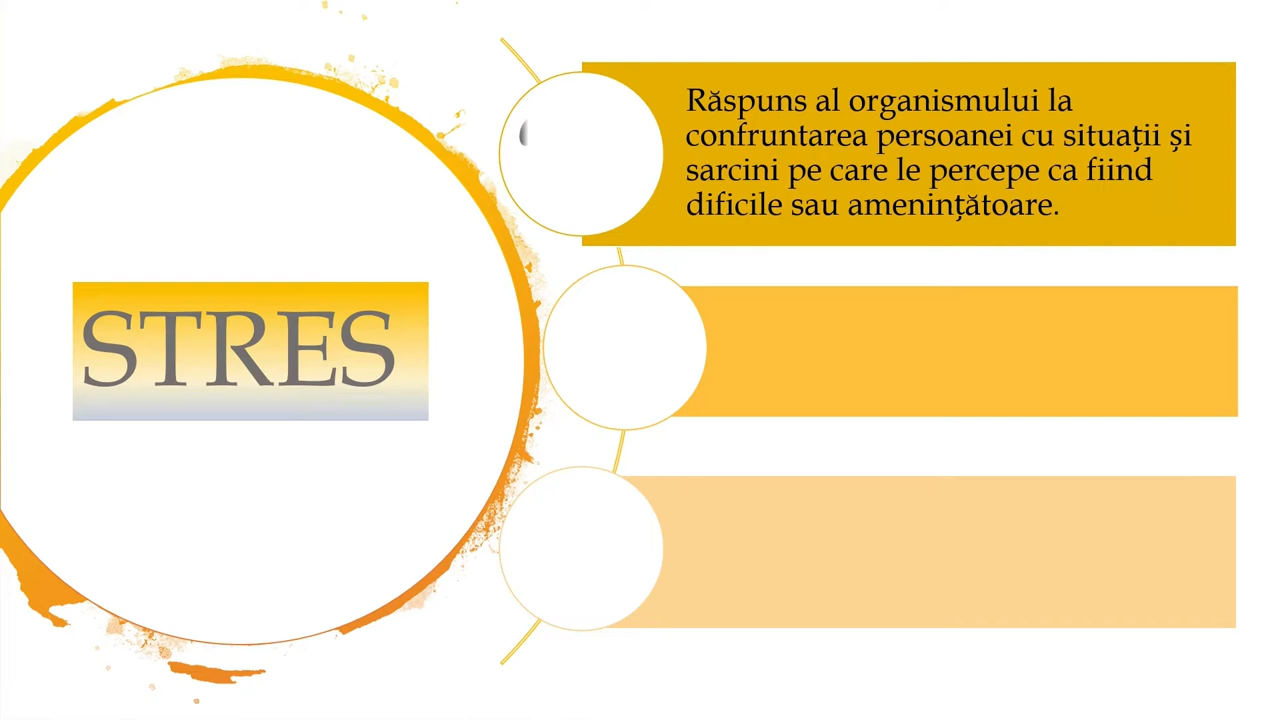 STRES
Răspuns al organismului la
confruntarea persoanei cu situații și
sarcini pe care le percepe ca fiind
dificile sau amenințătoare.